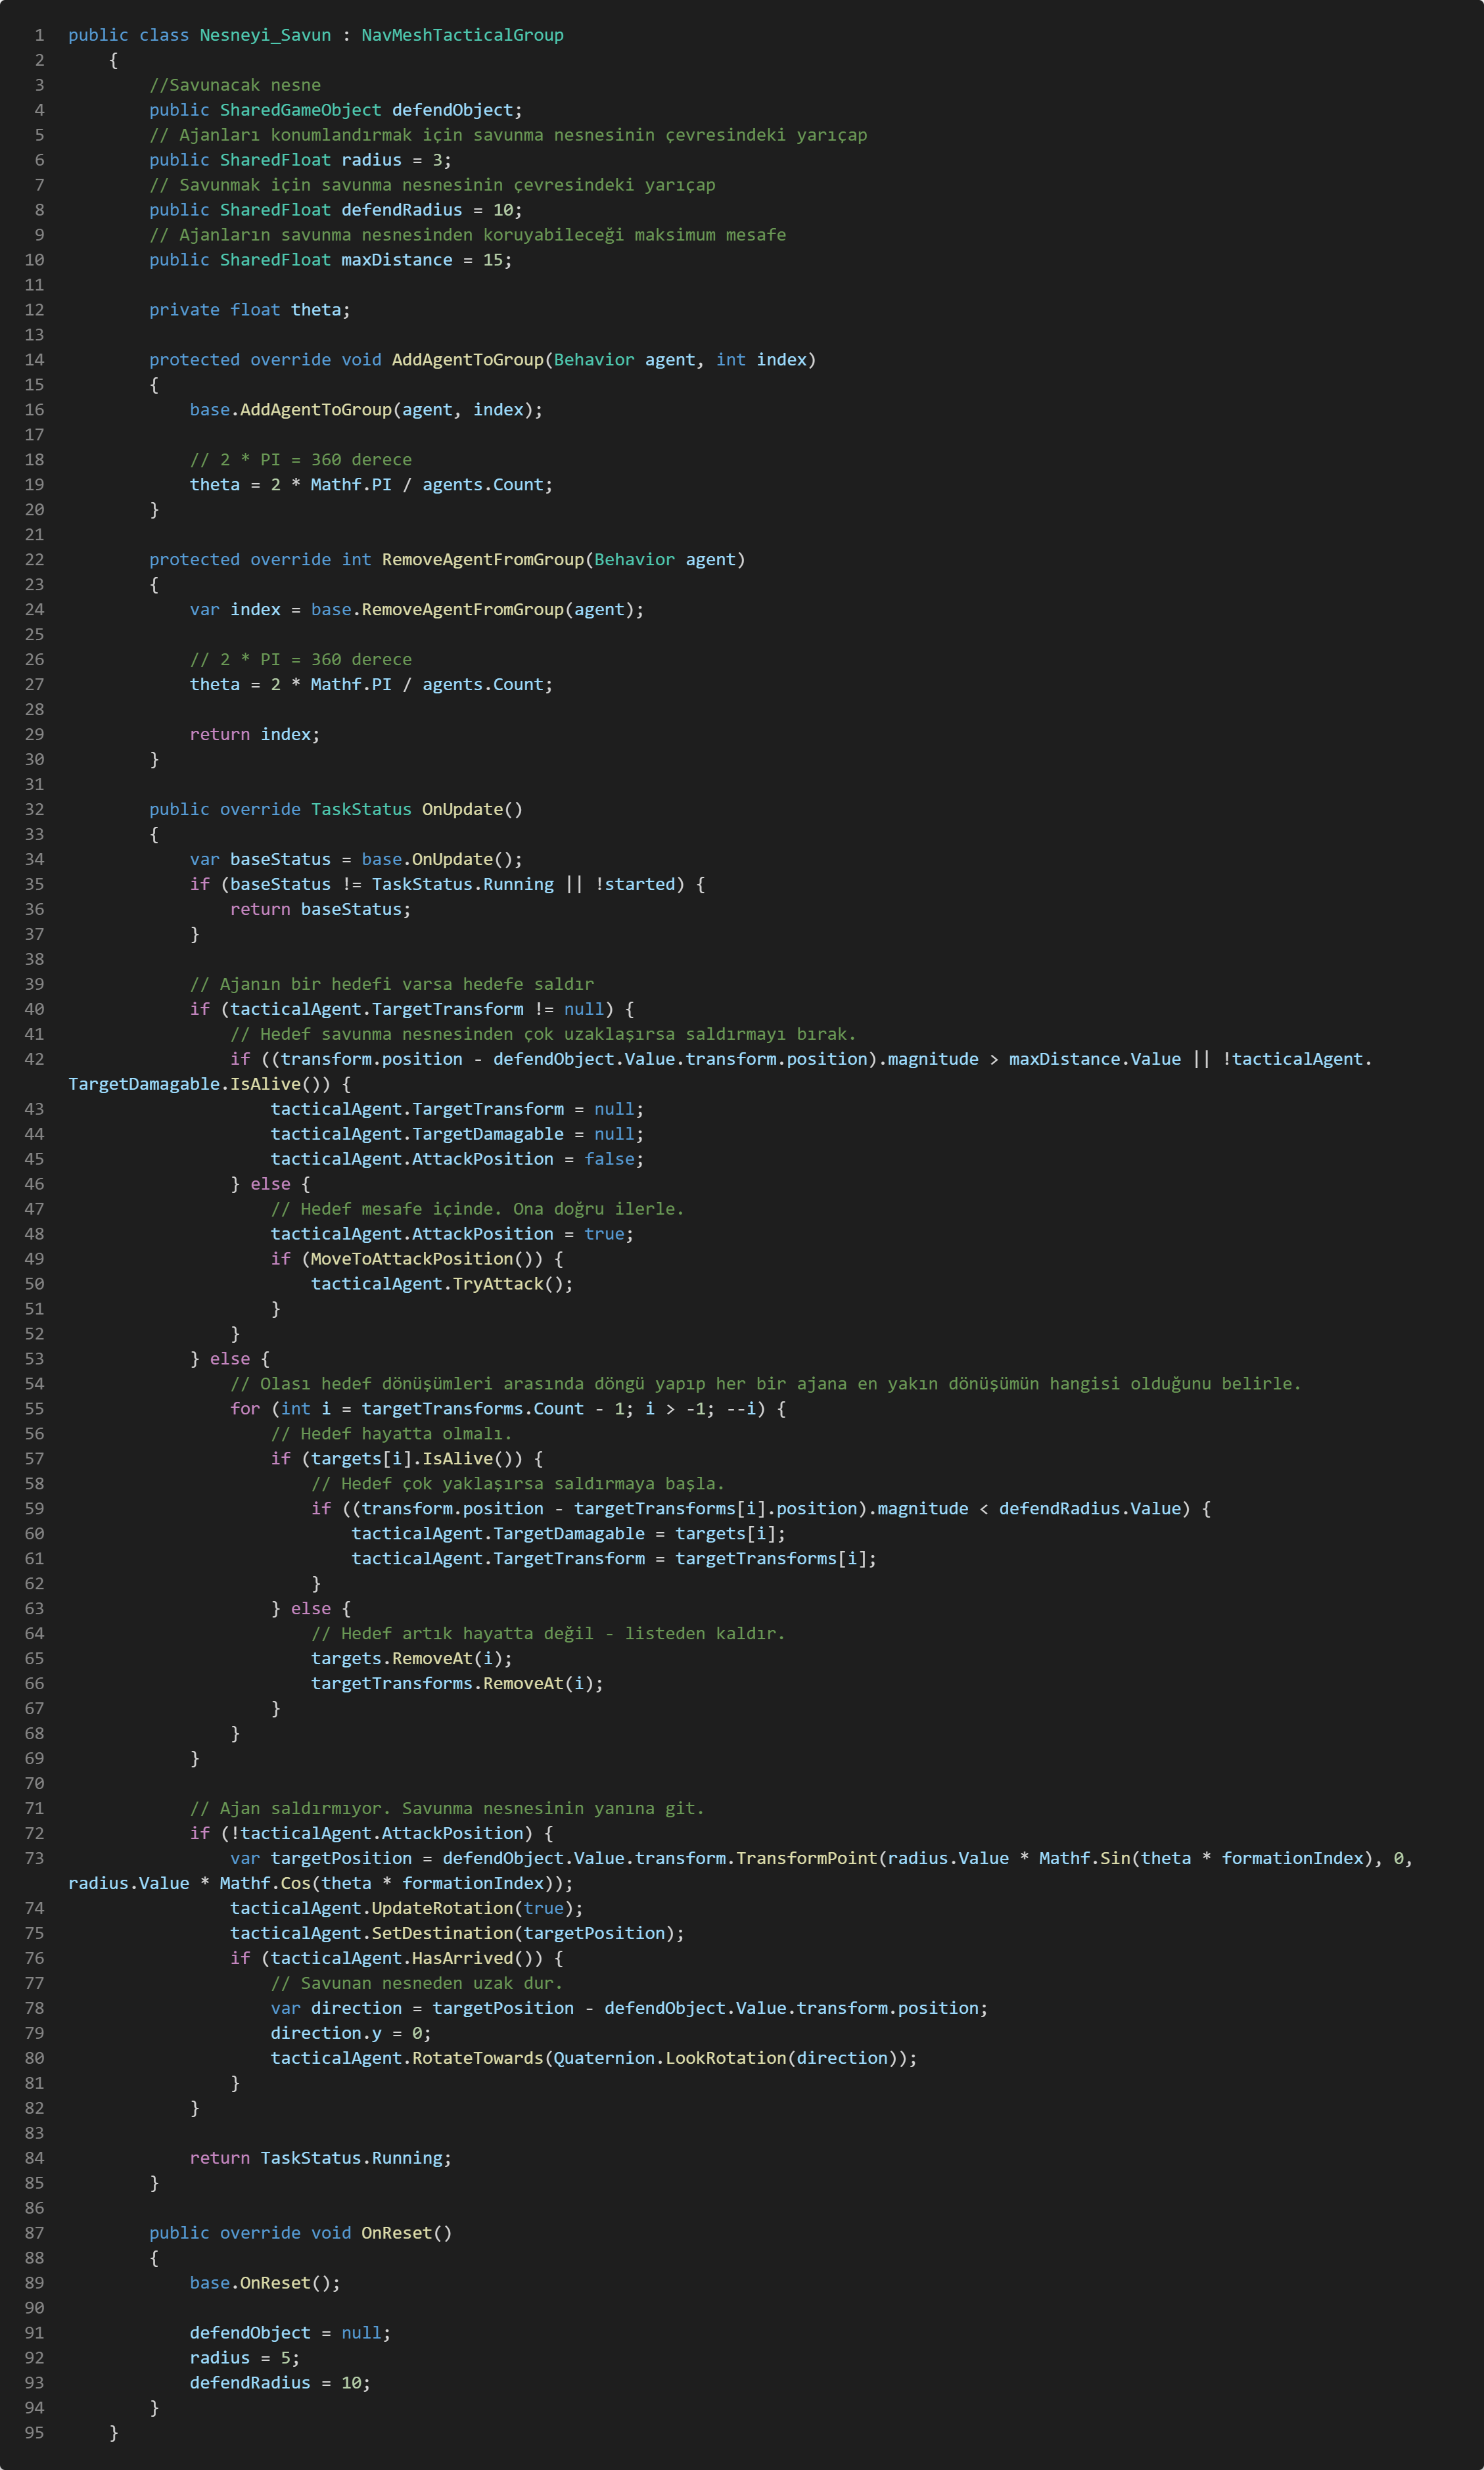 1 public class Nesneyi_Savun : NavMeshTacticalGroup
2 {
3 //Savunacak nesne
4 public SharedGameObject defendObject;
5 // Ajanları konumlandırmak için savunma nesnesinin çevresindeki yarıçap
6 public SharedFloat radius = 3;
7 // Savunmak için savunma nesnesinin çevresindeki yarıçap
8 public SharedFloat defendRadius = 10;
9 // Ajanların savunma nesnesinden koruyabileceği maksimum mesafe
10 public SharedFloat maxDistance = 15;
11
12 private float theta;
13
14 protected override void AddAgentToGroup(Behavior agent, int index)
15 {
16 base.AddAgentToGroup(agent, index);
17
18 // 2 * PI = 360 derece
19 theta = 2 * Mathf.PI / agents.Count;
20 }
21
22 protected override int RemoveAgentFromGroup(Behavior agent)
23 {
24 var index = base.RemoveAgentFromGroup(agent);
25
26 // 2 * PI = 360 derece
27 theta = 2 * Mathf.PI / agents.Count;
28
29 return index;
30 }
31
32 public override TaskStatus OnUpdate()
33 {
34 var baseStatus = base.OnUpdate();
35 if (baseStatus != TaskStatus.Running || !started) {
36 return baseStatus;
37 }
38
39 // Ajanın bir hedefi varsa hedefe saldır
40 if (tacticalAgent.TargetTransform != null) {
41 // Hedef savunma nesnesinden çok uzaklaşırsa saldırmayı bırak.
42 if ((transform.position - defendObject.Value.transform.position).magnitude > maxDistance.Value || !tacticalAgent.
TargetDamagable.IsAlive()) {
43 tacticalAgent.TargetTransform = null;
44 tacticalAgent.TargetDamagable = null;
45 tacticalAgent.AttackPosition = false;
46 } else {
47 // Hedef mesafe içinde. Ona doğru ilerle.
48 tacticalAgent.AttackPosition = true;
49 if (MoveToAttackPosition()) {
50 tacticalAgent.TryAttack();
51 }
52 }
53 } else {
54 // Olası hedef dönüşümleri arasında döngü yapıp her bir ajana en yakın dönüşümün hangisi olduğunu belirle.
55 for (int i = targetTransforms.Count - 1; i > -1; --i) {
56 // Hedef hayatta olmalı.
57 if (targets[i].IsAlive()) {
58 // Hedef çok yaklaşırsa saldırmaya başla.
59 if ((transform.position - targetTransforms[i].position).magnitude < defendRadius.Value) {
60 tacticalAgent.TargetDamagable = targets[i];
61 tacticalAgent.TargetTransform = targetTransforms[i];
62 }
63 } else {
64 // Hedef artık hayatta değil - listeden kaldır.
65 targets.RemoveAt(i);
66 targetTransforms.RemoveAt(i);
67 }
68 }
69 }
70
71 // Ajan saldırmıyor. Savunma nesnesinin yanına git.
72 if (!tacticalAgent.AttackPosition) {
73 var targetPosition = defendObject.Value.transform.TransformPoint(radius.Value * Mathf.Sin(theta * formationIndex), 0,
radius.Value * Mathf.Cos(theta * formationIndex));
74 tacticalAgent.UpdateRotation(true);
75 tacticalAgent.SetDestination(targetPosition);
76 if (tacticalAgent.HasArrived()) {
77 // Savunan nesneden uzak dur.
78 var direction = targetPosition - defendObject.Value.transform.position;
79 direction.y = 0;
80 tacticalAgent.RotateTowards(Quaternion.LookRotation(direction));
81 }
82 }
83
84 return TaskStatus.Running;
85 }
86
87 public override void OnReset()
88 {
89 base.OnReset();
90
91 defendObject = null;
92 radius = 5;
93 defendRadius = 10;
94 }
95 }